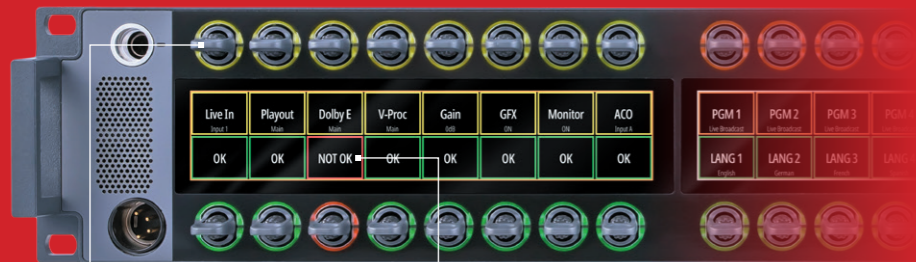 Live In Playout Dolby E V-Proc Gain GFX Monitor ACO
Input 1 Main Main Main 0dB ON ON Input A
OK OK NOT OK OK OK OK OK OK
PGM 1 PGM 2 PGM 3 PGM
Live Broadcast Live Broadcast Live Broadcast
LANG 1 LANG 2 LANG 3 LANG
English German French